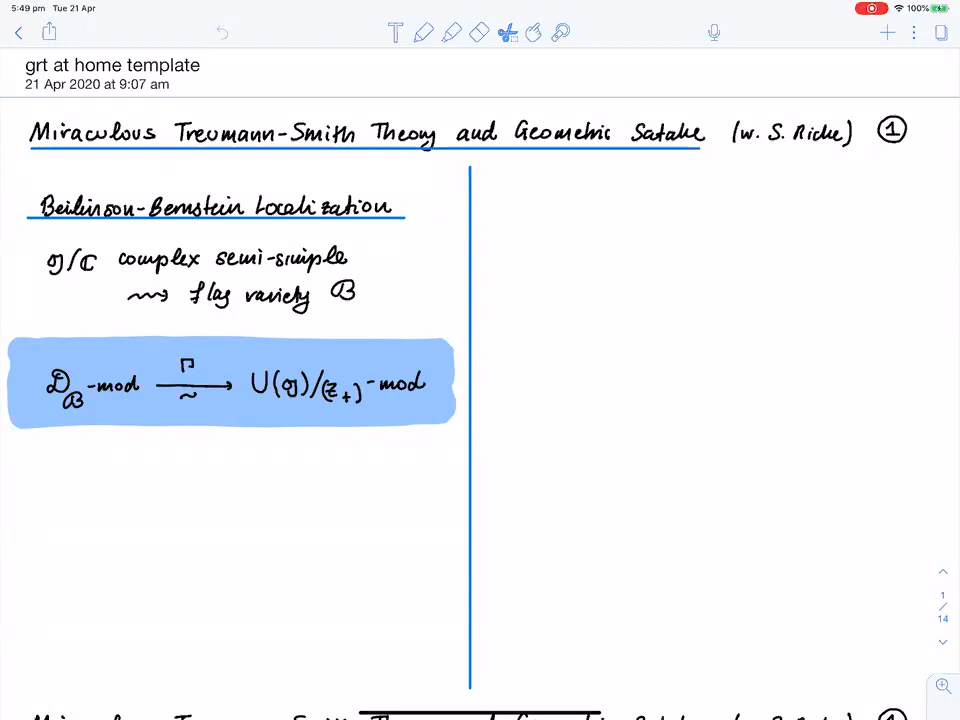 5:49 pm Tue 21 Apr
100%
grt at home template
21 Apr 2020 at 9:07 am
Miraculous Treumann-Smith Theory and Geometric Satake (w. S. Riche) ①
Beilinson-Bernstein Localization
𝔤/ℂ complex semi-simple
⇝ flag variety ℬ
𝒟_ℬ-mod Γ ⟶ ~ U(𝔤)/(z₊)-mod
1
/
14